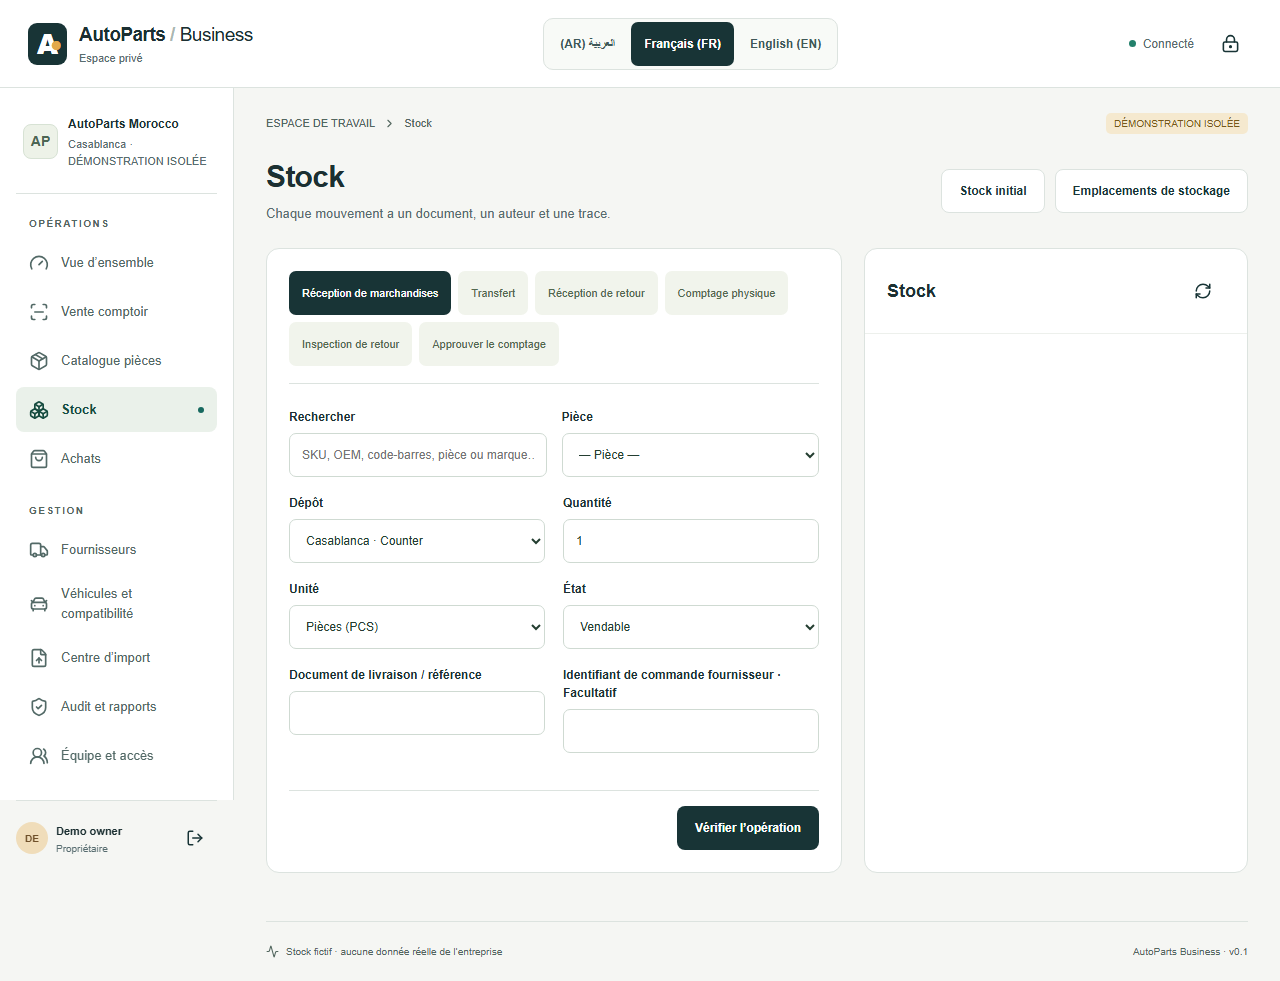 AutoParts / Business
Espace privé
العربية (AR)
Français (FR)
English (EN)
Connecté
AP
AutoParts Morocco
Casablanca ·
DÉMONSTRATION ISOLÉE
OPÉRATIONS
Vue d'ensemble
Vente comptoir
Catalogue pièces
Stock
Achats
GESTION
Fournisseurs
Véhicules et
compatibilité
Centre d'import
Audit et rapports
Équipe et accès
DE
Demo owner
Propriétaire
ESPACE DE TRAVAIL > Stock
DÉMONSTRATION ISOLÉE
Stock
Chaque mouvement a un document, un auteur et une trace.
Stock initial
Emplacements de stockage
Réception de marchandises
Transfert
Réception de retour
Comptage physique
Inspection de retour
Approuver le comptage
Rechercher
SKU, OEM, code-barres, pièce ou marque..
Pièce
— Pièce —
Dépôt
Casablanca · Counter
Quantité
1
Unité
Pièces (PCS)
État
Vendable
Document de livraison / référence
Identifiant de commande fournisseur ·
Facultatif
Vérifier l'opération
Stock
Stock fictif · aucune donnée réelle de l'entreprise
AutoParts Business · v0.1